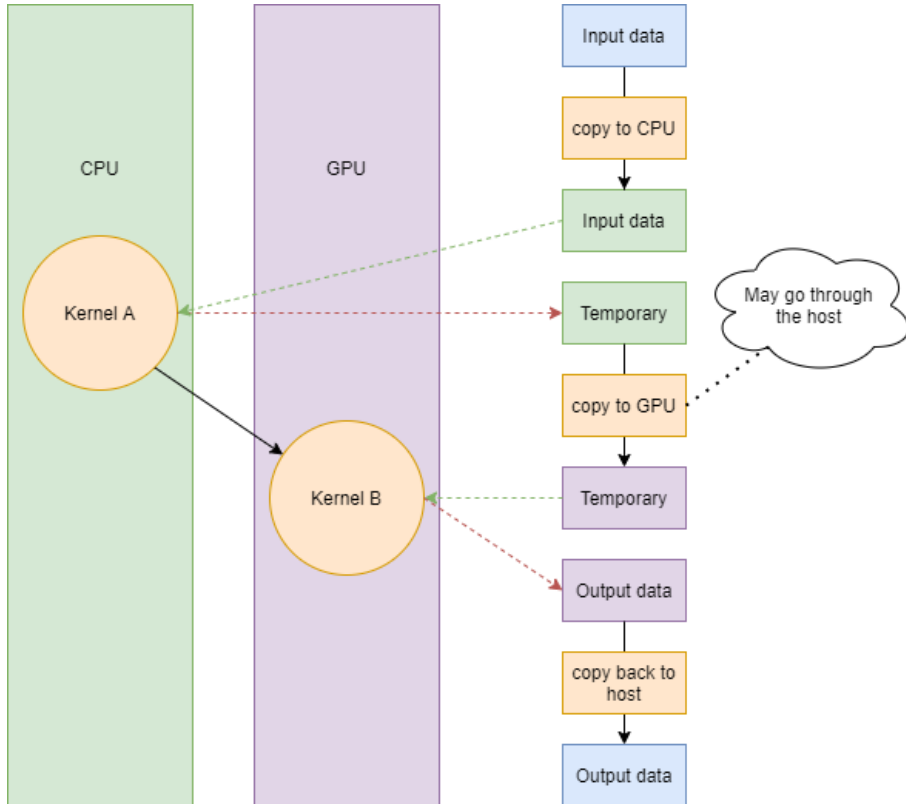 Input data
copy to CPU
CPU
GPU
Input data
Kernel A
Temporary
May go through
the host
copy to GPU
Kernel B
Temporary
Output data
copy back to
host
Output data